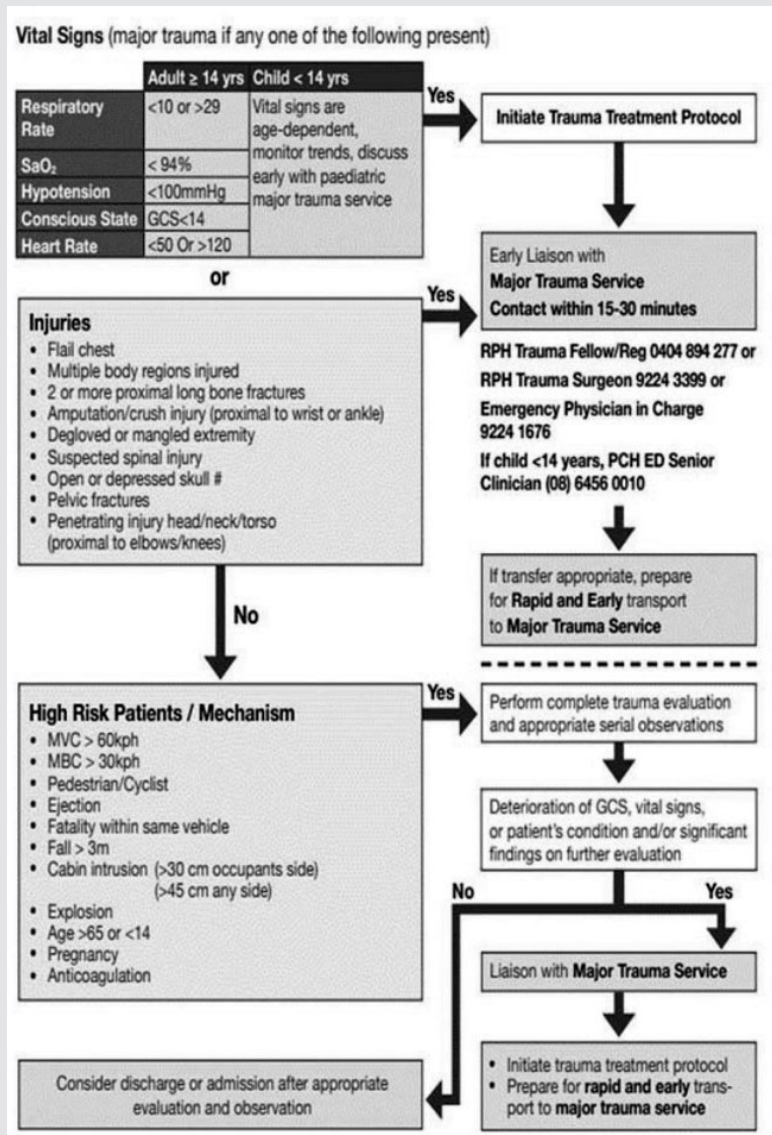 Vital Signs (major trauma if any one of the following present)
Adult ≥ 14 yrs Child < 14 yrs
Respiratory Rate
<10 or >29
SaO₂
< 94%
Hypotension
<100mmHg
Conscious State
GCS<14
Heart Rate
<50 Or >120
Vital signs are
age-dependent,
monitor trends, discuss
early with paediatric
major trauma service
Yes
Initiate Trauma Treatment Protocol
or
Early Liaison with
Major Trauma Service
Contact within 15-30 minutes
Yes
Injuries
• Flail chest
• Multiple body regions injured
• 2 or more proximal long bone fractures
• Amputation/crush injury (proximal to wrist or ankle)
• Degloved or mangled extremity
• Suspected spinal injury
• Open or depressed skull #
• Pelvic fractures
• Penetrating injury head/neck/torso
(proximal to elbows/knees)
RPH Trauma Fellow/Reg 0404 894 277 or
RPH Trauma Surgeon 9224 3399 or
Emergency Physician in Charge
9224 1676
If child <14 years, PCH ED Senior
Clinician (08) 6456 0010
If transfer appropriate, prepare
for Rapid and Early transport
to Major Trauma Service
No
High Risk Patients / Mechanism
• MVC > 60kph
• MBC > 30kph
• Pedestrian/Cyclist
• Ejection
• Fatality within same vehicle
• Fall > 3m
• Cabin intrusion (>30 cm occupants side)
(>45 cm any side)
• Explosion
• Age >65 or <14
• Pregnancy
• Anticoagulation
Yes
Perform complete trauma evaluation
and appropriate serial observations
Deterioration of GCS, vital signs,
or patient's condition and/or significant
findings on further evaluation
No
Yes
Liaison with Major Trauma Service
• Initiate trauma treatment protocol
• Prepare for rapid and early trans-
port to major trauma service
Consider discharge or admission after appropriate
evaluation and observation